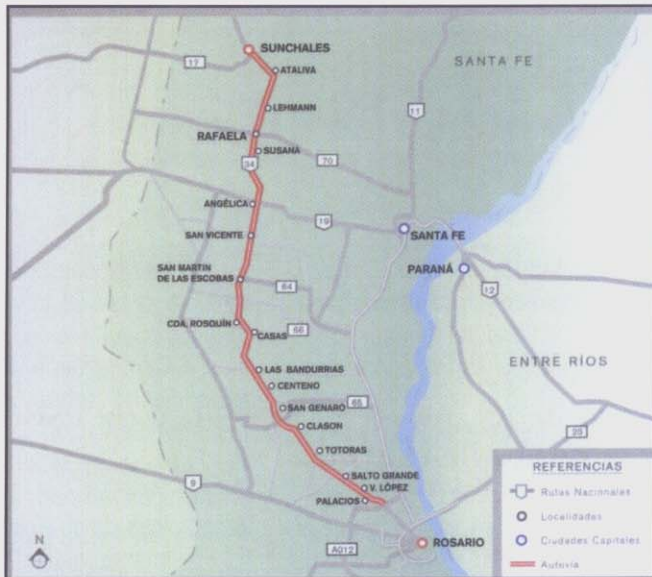 SUNCHALES
17
ATALIVA
SANTA FE
LEHMANN
11
RAFAELA
SUSANA
34
70
ANGÉLICA
19
SAN VICENTE
SANTA FE
PARANÁ
SAN MARTIN
DE LAS ESCOBAS
64
12
CDA. ROSQUÍN
66
CASAS
ENTRE RÍOS
LAS BANDURRIAS
CENTENO
65
SAN GENARO
CLASON
TOTORAS
SALTO GRANDE
V. LÓPEZ
9
PALACIOS
N
A012
ROSARIO
REFERENCIAS
Rutas Nacionales
Localidades
Ciudades Capitales
Autovía